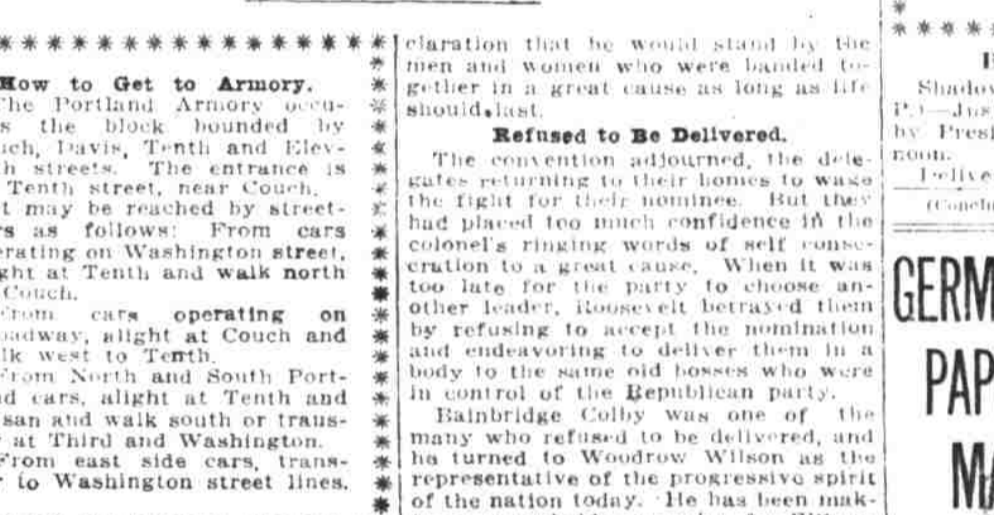 How to Get to Armory.
The Portland Armory occu-
the block bounded by
Davis, Tenth and Elev-
streets. The entrance is
Tenth street, near Couch.
may be reached by street-
as follows: From cars
operating on Washington street,
alight at Tenth and walk north
Couch.
From cars operating on
alight at Couch and
walk west to Tenth.
From North and South Port-
cars, alight at Tenth and
and walk south or trans-
at Third and Washington.
From east side cars, trans-
to Washington street lines.
claration that he would stand by the
men and women who were banded to-
gether in a great cause as long as life
should last.
Refused to Be Delivered.
The convention adjourned, the dele-
gates returning to their homes to wage
the fight for their nominee. But they
had placed too much confidence in the
colonel's ringing words of self conse-
cration to a great cause. When it was
too late for the party to choose an-
other leader, Roosevelt betrayed them
by refusing to accept the nomination
and endeavoring to deliver them in a
body to the same old bosses who were
in control of the Republican party.
Bainbridge Colby was one of the
many who refused to be delivered, and
he turned to Woodrow Wilson as the
representative of the progressive spirit
of the nation today. He has been mak-
by
noon.
GERM
PAP